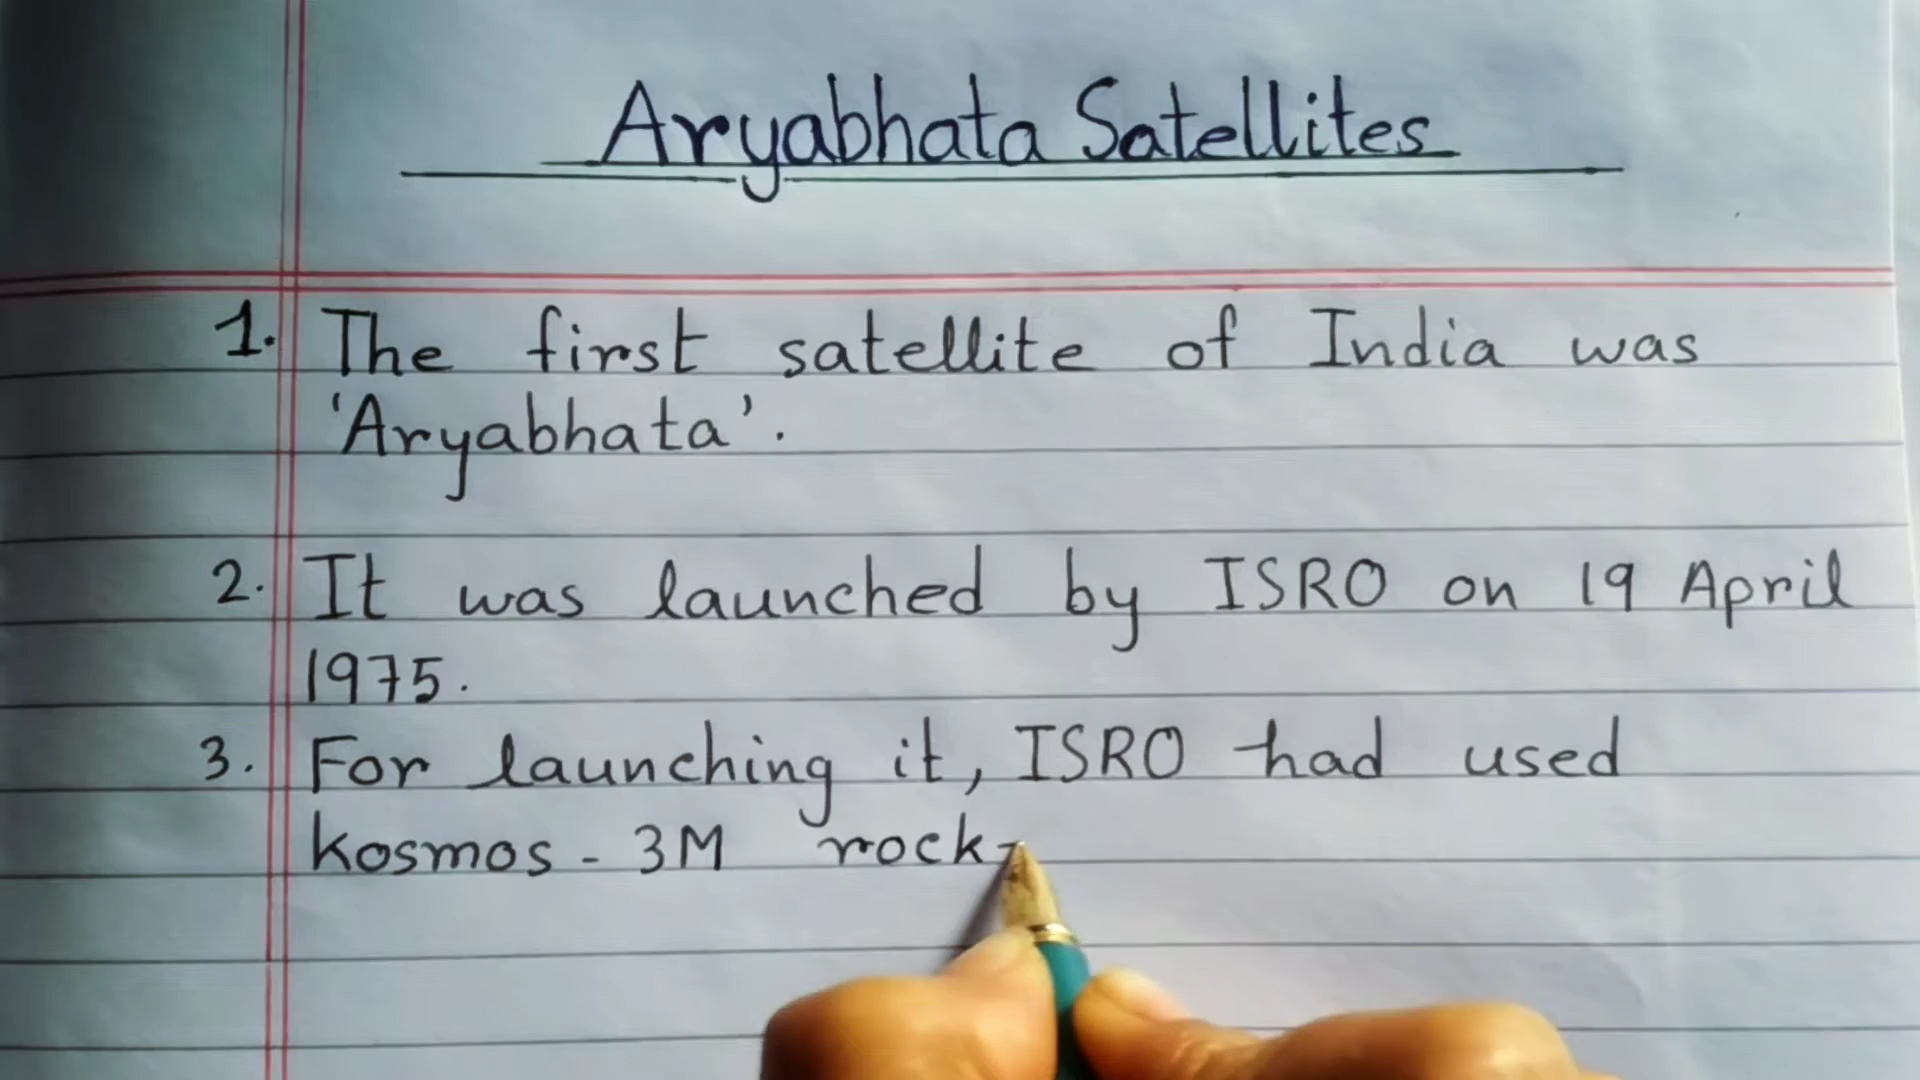 Aryabhata Satellites
1. The first satellite of India was
'Aryabhata'.
2. It was launched by ISRO on 19 April
1975.
3. For launching it, ISRO had used
kosmos - 3M rock